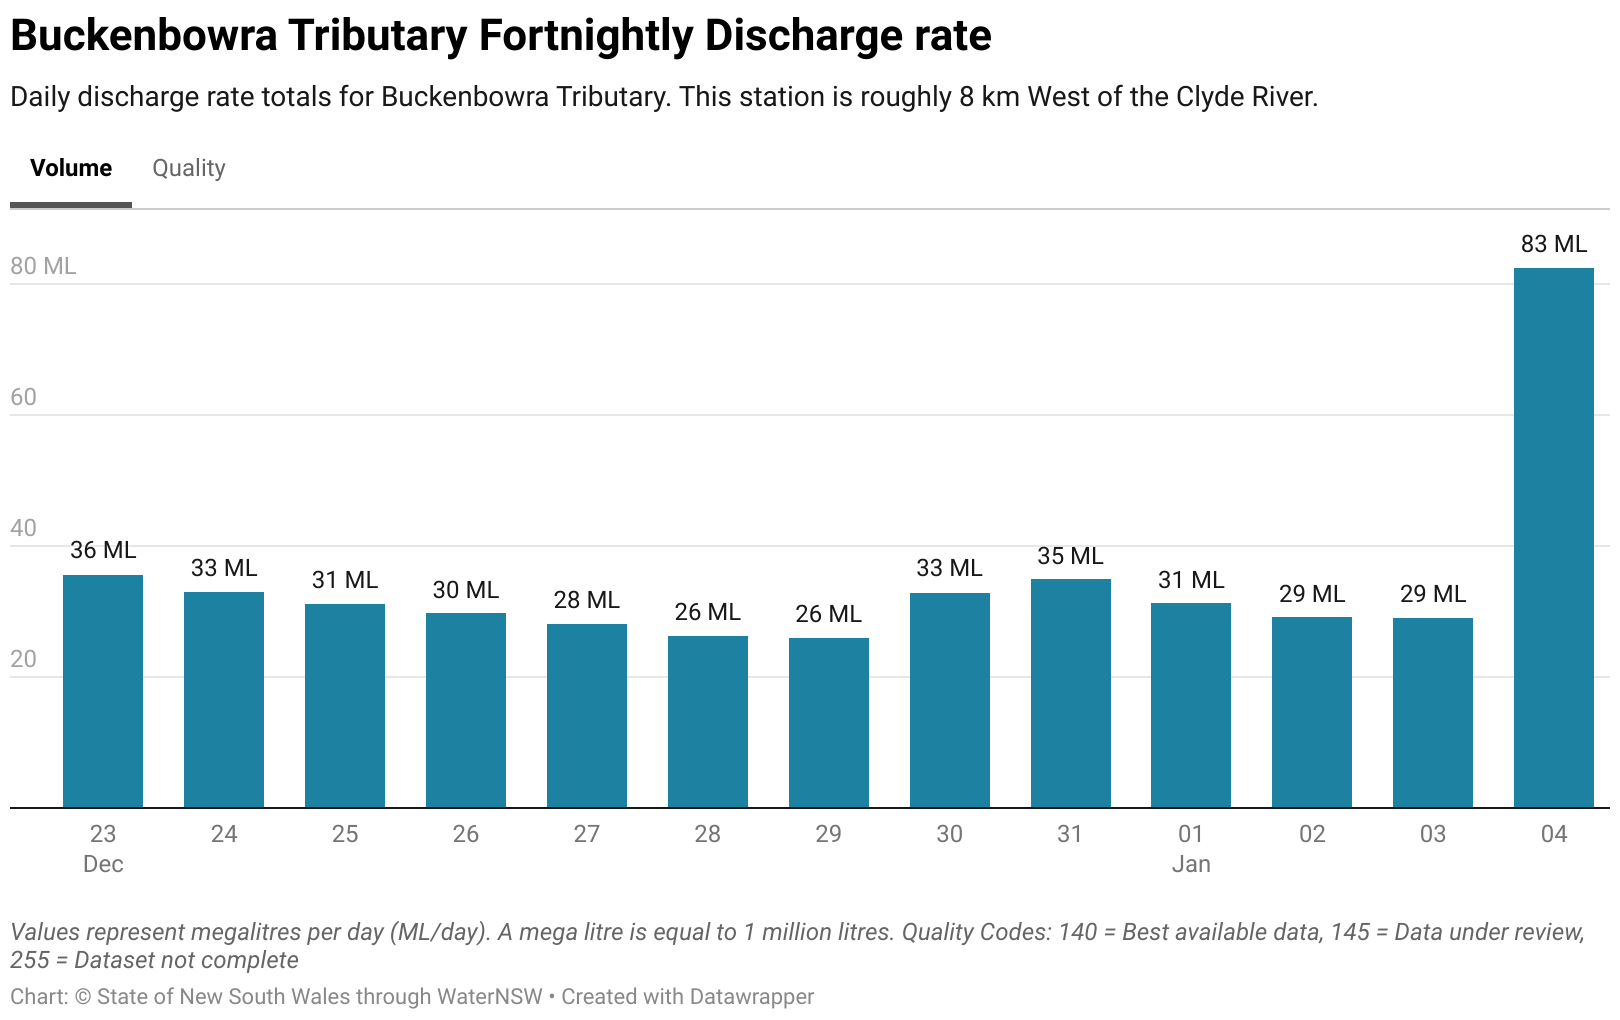 Buckenbowra Tributary Fortnightly Discharge rate
Daily discharge rate totals for Buckenbowra Tributary. This station is roughly 8 km West of the Clyde River.
Volume Quality
83 ML
80 ML
60
40
36 ML 33 ML 31 ML 30 ML 28 ML 26 ML 26 ML 33 ML 35 ML 31 ML 29 ML 29 ML
20
23 24 25 26 27 28 29 30 31 01 02 03 04
Dec Jan
Values represent megalitres per day (ML/day). A mega litre is equal to 1 million litres. Quality Codes: 140 = Best available data, 145 = Data under review,
255 = Dataset not complete
Chart: © State of New South Wales through WaterNSW • Created with Datawrapper